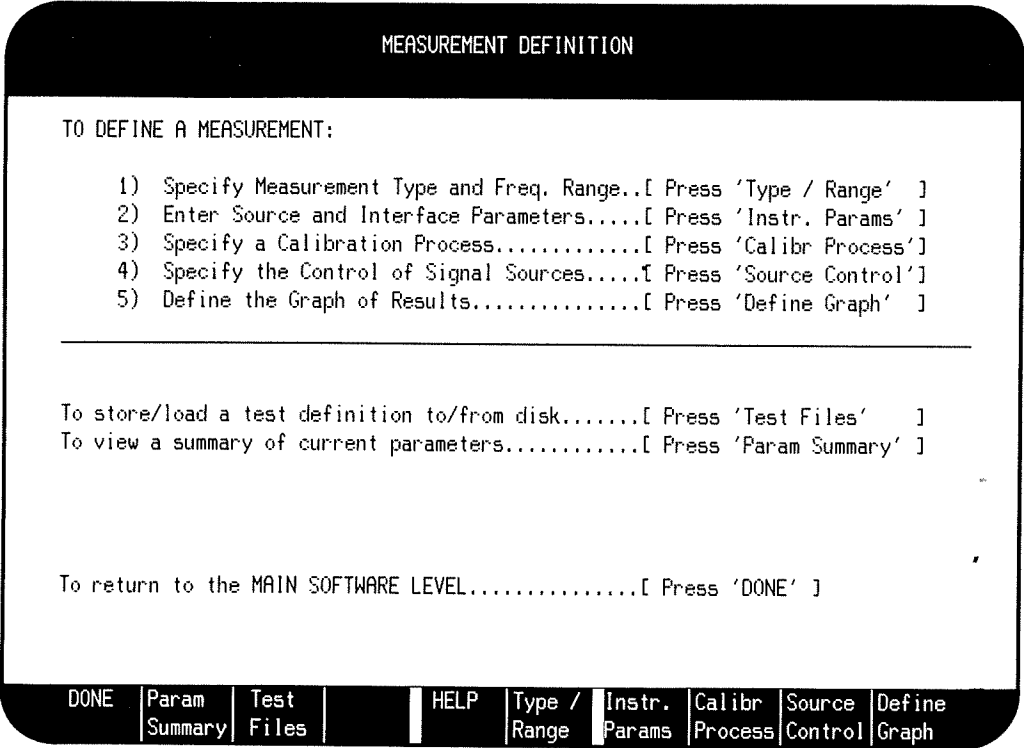 MEASUREMENT DEFINITION
TO DEFINE A MEASUREMENT:
1) Specify Measurement Type and Freq. Range..[ Press 'Type / Range' ]
2) Enter Source and Interface Parameters.....[ Press 'Instr. Params' ]
3) Specify a Calibration Process.............[ Press 'Calibr Process']
4) Specify the Control of Signal Sources.....[ Press 'Source Control']
5) Define the Graph of Results...............[ Press 'Define Graph' ]
To store/load a test definition to/from disk.......[ Press 'Test Files' ]
To view a summary of current parameters............[ Press 'Param Summary' ]
To return to the MAIN SOFTWARE LEVEL...............[ Press 'DONE' ]
DONE Param Test HELP Type / Instr. Calibr Source Define
Summary Files Range Params Process Control Graph